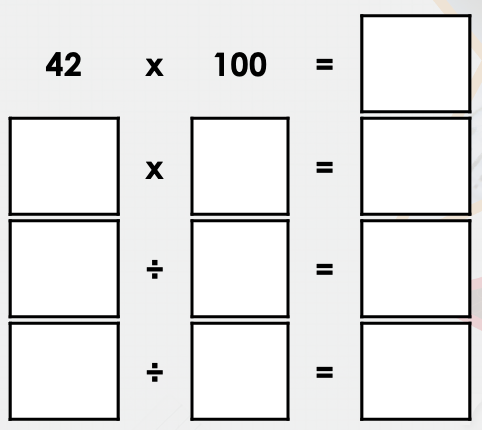 42 x 100 =
x =
÷ =
÷ =